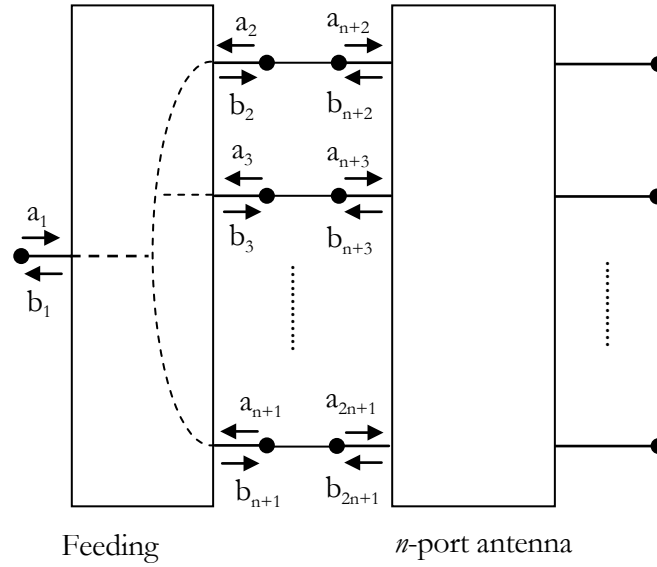 a₂ aₙ₊₂
b₂ bₙ₊₂
a₃ aₙ₊₃
a₁
b₃ bₙ₊₃
b₁
aₙ₊₁ a₂ₙ₊₁
bₙ₊₁ b₂ₙ₊₁
Feeding n-port antenna